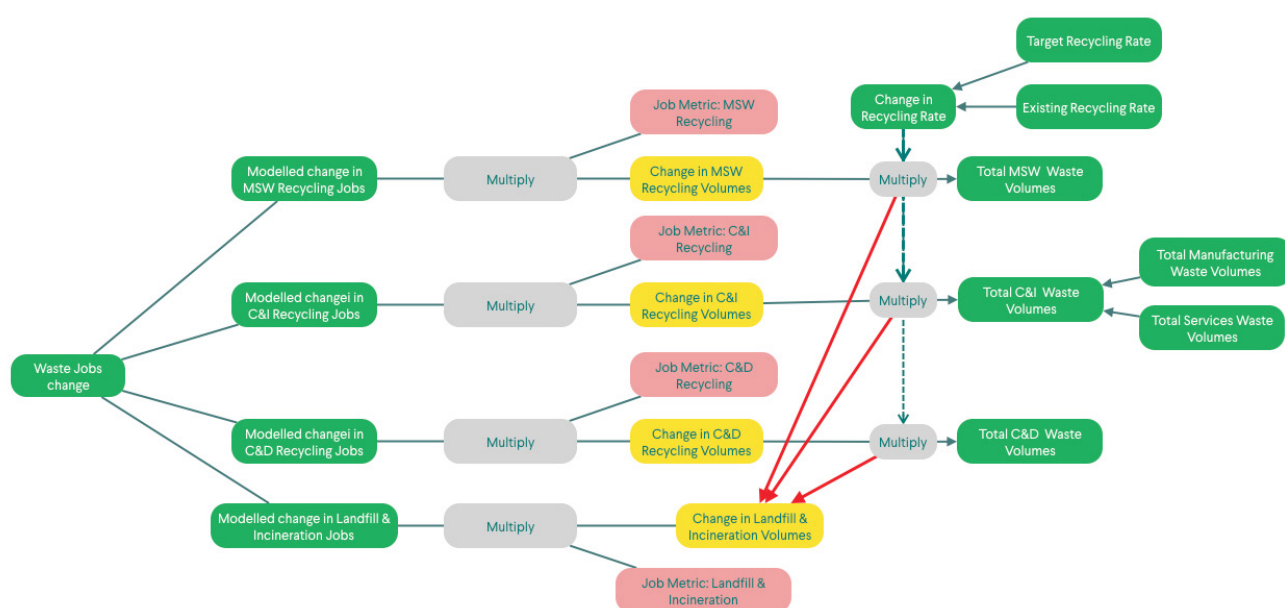 Target Recycling Rate
Change in
Recycling Rate
Existing Recycling Rate
Job Metric: MSW
Recycling
Modelled change in
MSW Recycling Jobs
Multiply
Change in MSW
Recycling Volumes
Multiply
Total MSW Waste
Volumes
Job Metric: C&I
Recycling
Total Manufacturing
Waste Volumes
Modelled changei in
C&I Recycling Jobs
Multiply
Change in C&I
Recycling Volumes
Multiply
Total C&I Waste
Volumes
Total Services Waste
Volumes
Waste Jobs
change
Job Metric: C&D
Recycling
Modelled changei in
C&D Recycling Jobs
Multiply
Change in C&D
Recycling Volumes
Multiply
Total C&D Waste
Volumes
Modelled change in Landfill &
Incineration Jobs
Multiply
Change in Landfill &
Incineration Volumes
Job Metric: Landfill &
Incineration